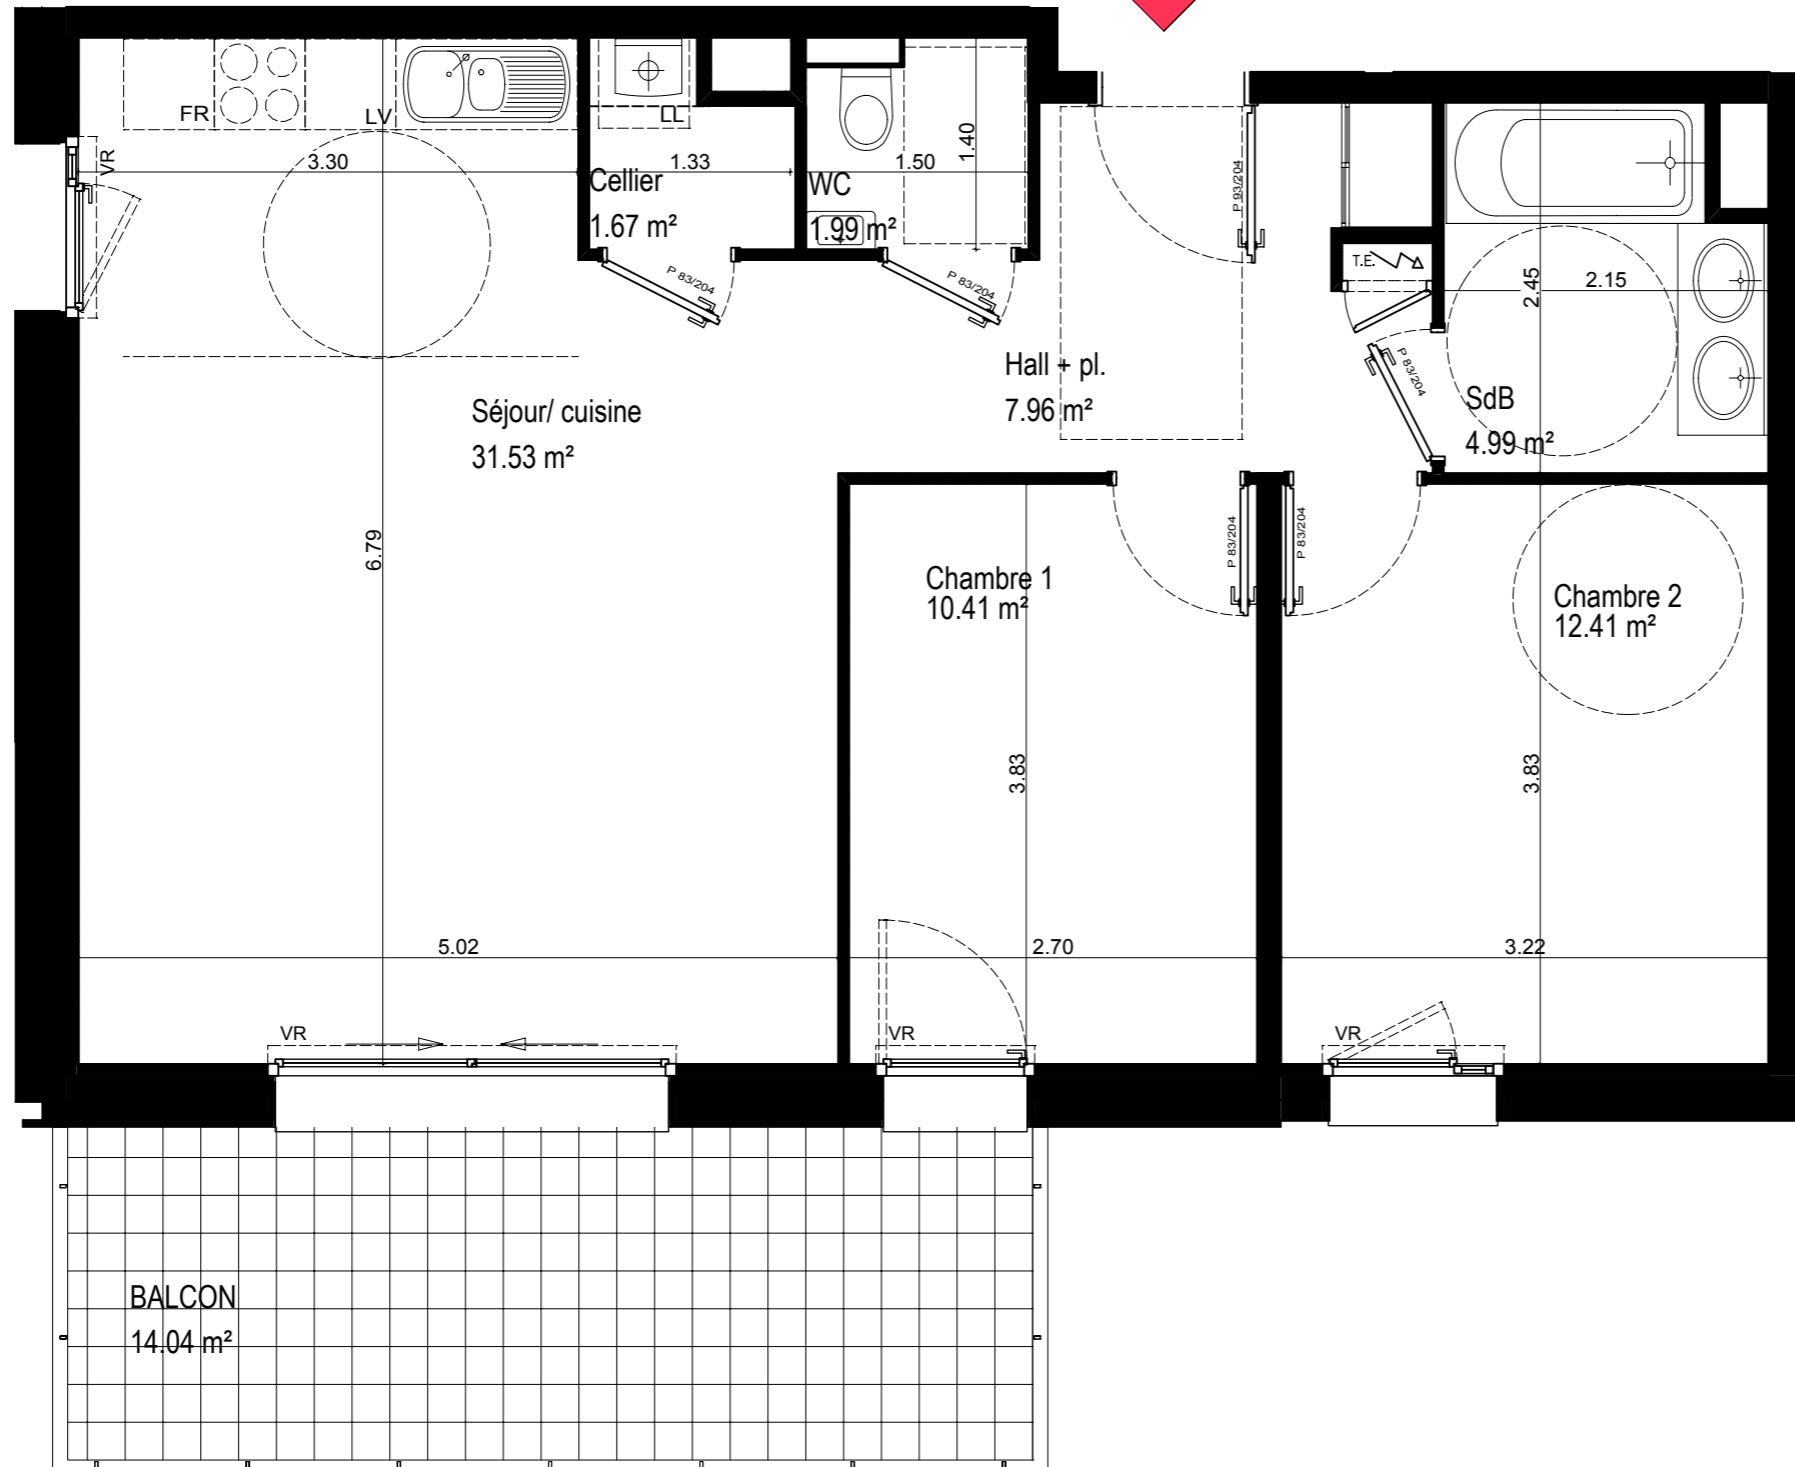 FR
LV
LL
VR
3.30
1.33
1.50
1.40
Cellier
1.67 m²
WC
1.99 m²
P 93/204
P 83/204
P 83/204
T.E.
2.45
2.15
P 83/204
Hall + pl.
7.96 m²
SdB
4.99 m²
Séjour/ cuisine
31.53 m²
6.79
P 83/204
P 83/204
Chambre 1
10.41 m²
Chambre 2
12.41 m²
3.83
3.83
5.02
2.70
3.22
VR
VR
VR
BALCON
14.04 m²